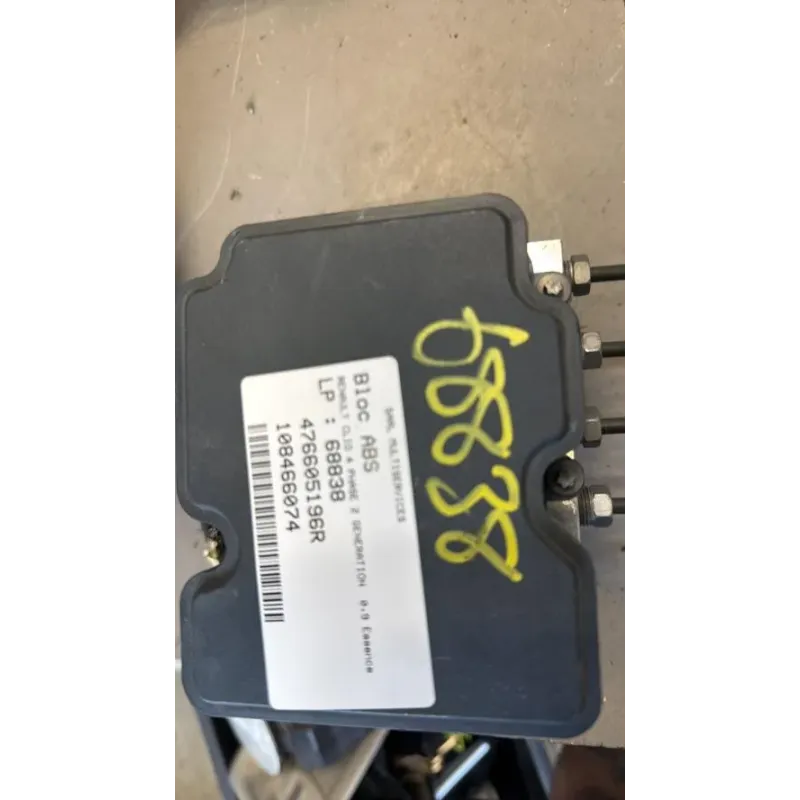 SARL MULTISERVICES
Bloc ABS
RENAULT CLIO 4 PHASE 2 GENERATION 0.9 Essence
LP : 68838
476605196R
108466074
68838